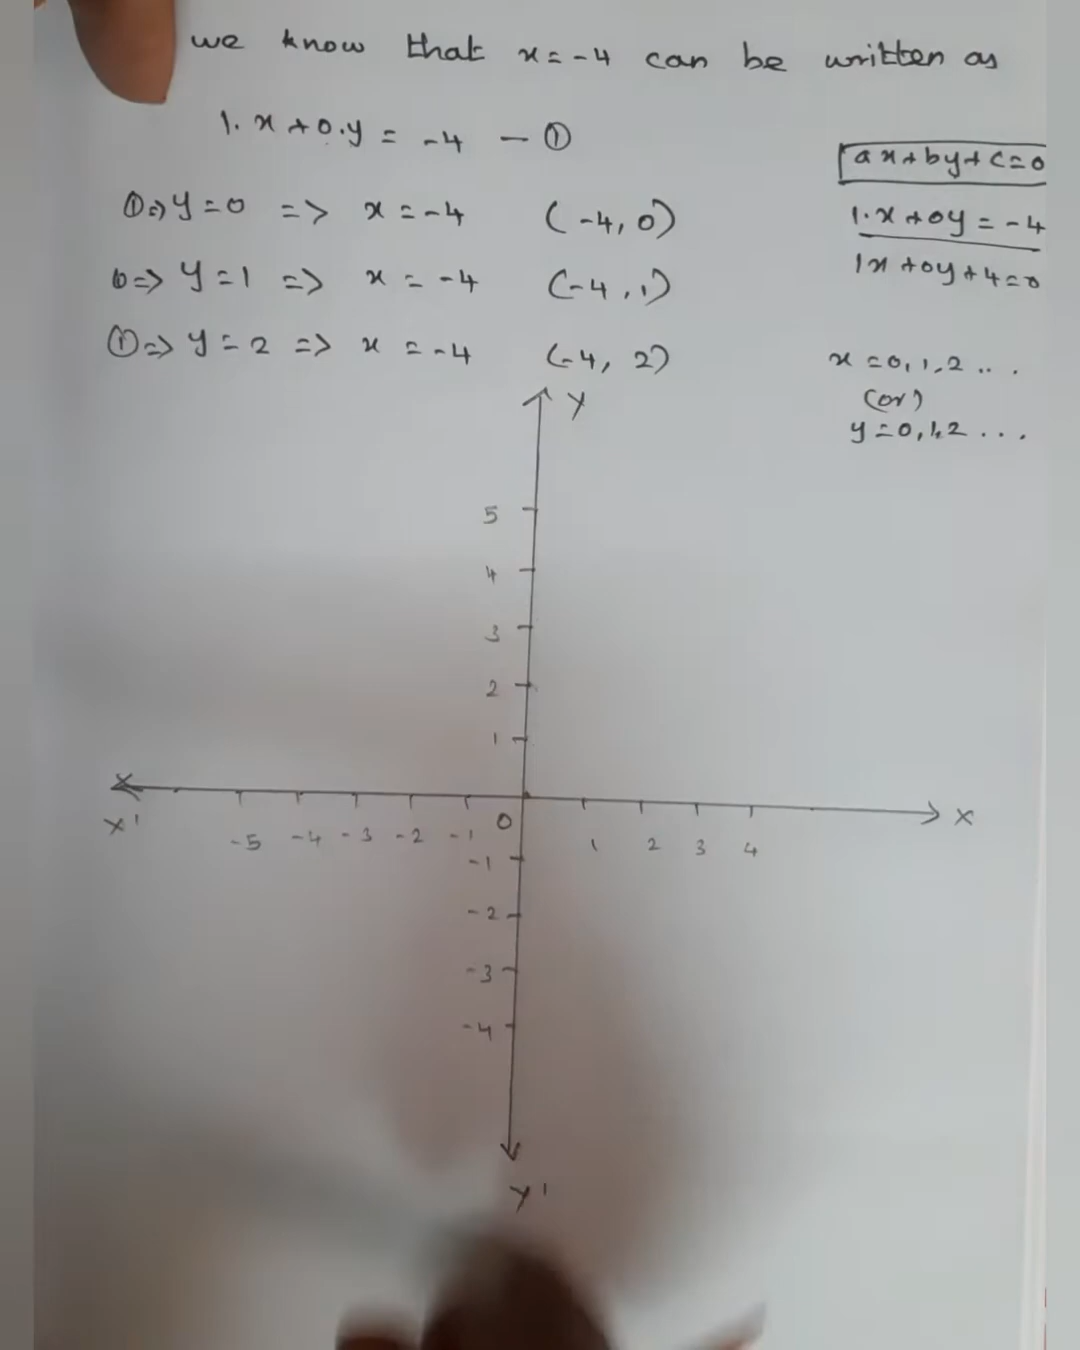 we know that x = -4 can be written as
1. x + 0.y = -4 — ①
ax + by + c = 0
①=> y = 0 => x = -4 (-4, 0)
1.x + 0y = -4
1x + 0y + 4 = 0
①=> y = 1 => x = -4 (-4, 1)
①=> y = 2 => x = -4 (-4, 2)
x = 0, 1, 2 ...
(or)
y = 0, 1, 2 ...
Y
5
4
3
2
1
X' -5 -4 -3 -2 -1 0 1 2 3 4 X
-1
-2
-3
-4
Y'